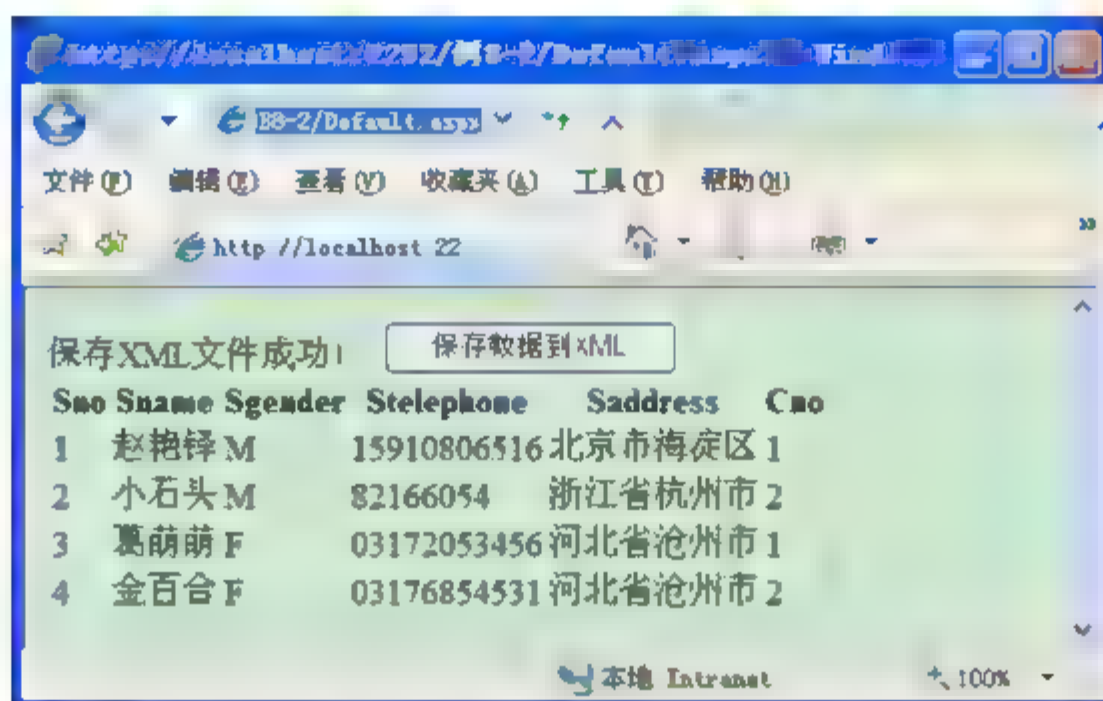 8-2/Default.aspx
文件(F) 编辑(E) 查看(V) 收藏夹(A) 工具(T) 帮助(H)
http //localhost 22
保存XML文件成功! 保存数据到XML
Sno Sname Sgender Stelephone Saddress Cno
1 赵艳铎 M 15910806516 北京市海淀区 1
2 小石头 M 82166054 浙江省杭州市 2
3 葛萌萌 F 03172053456 河北省沧州市 1
4 金百合 F 03176854531 河北省沧州市 2
本地 Intranet 100%